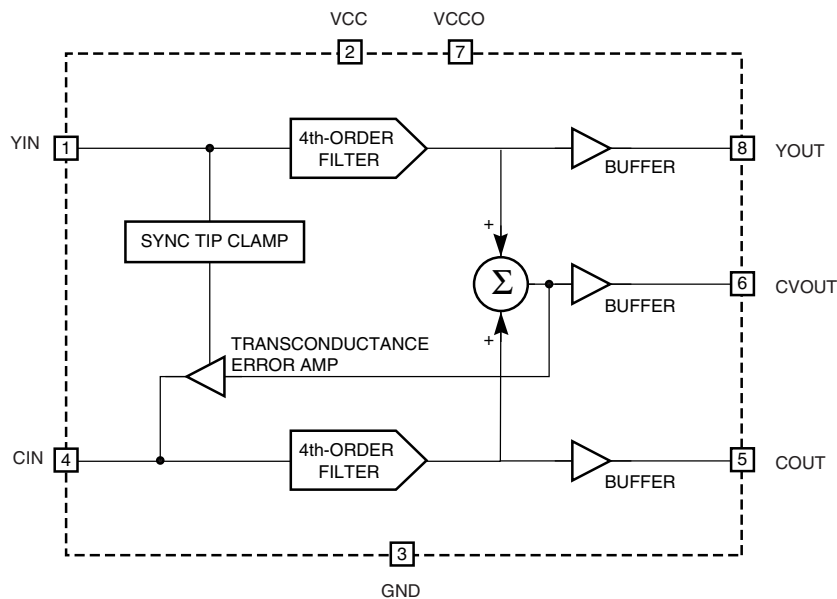 VCC
VCCO
2
7
YIN
1
4th-ORDER
FILTER
BUFFER
8
YOUT
SYNC TIP CLAMP
+
Σ
BUFFER
6
CVOUT
+
TRANSCONDUCTANCE
ERROR AMP
CIN
4
4th-ORDER
FILTER
BUFFER
5
COUT
3
GND